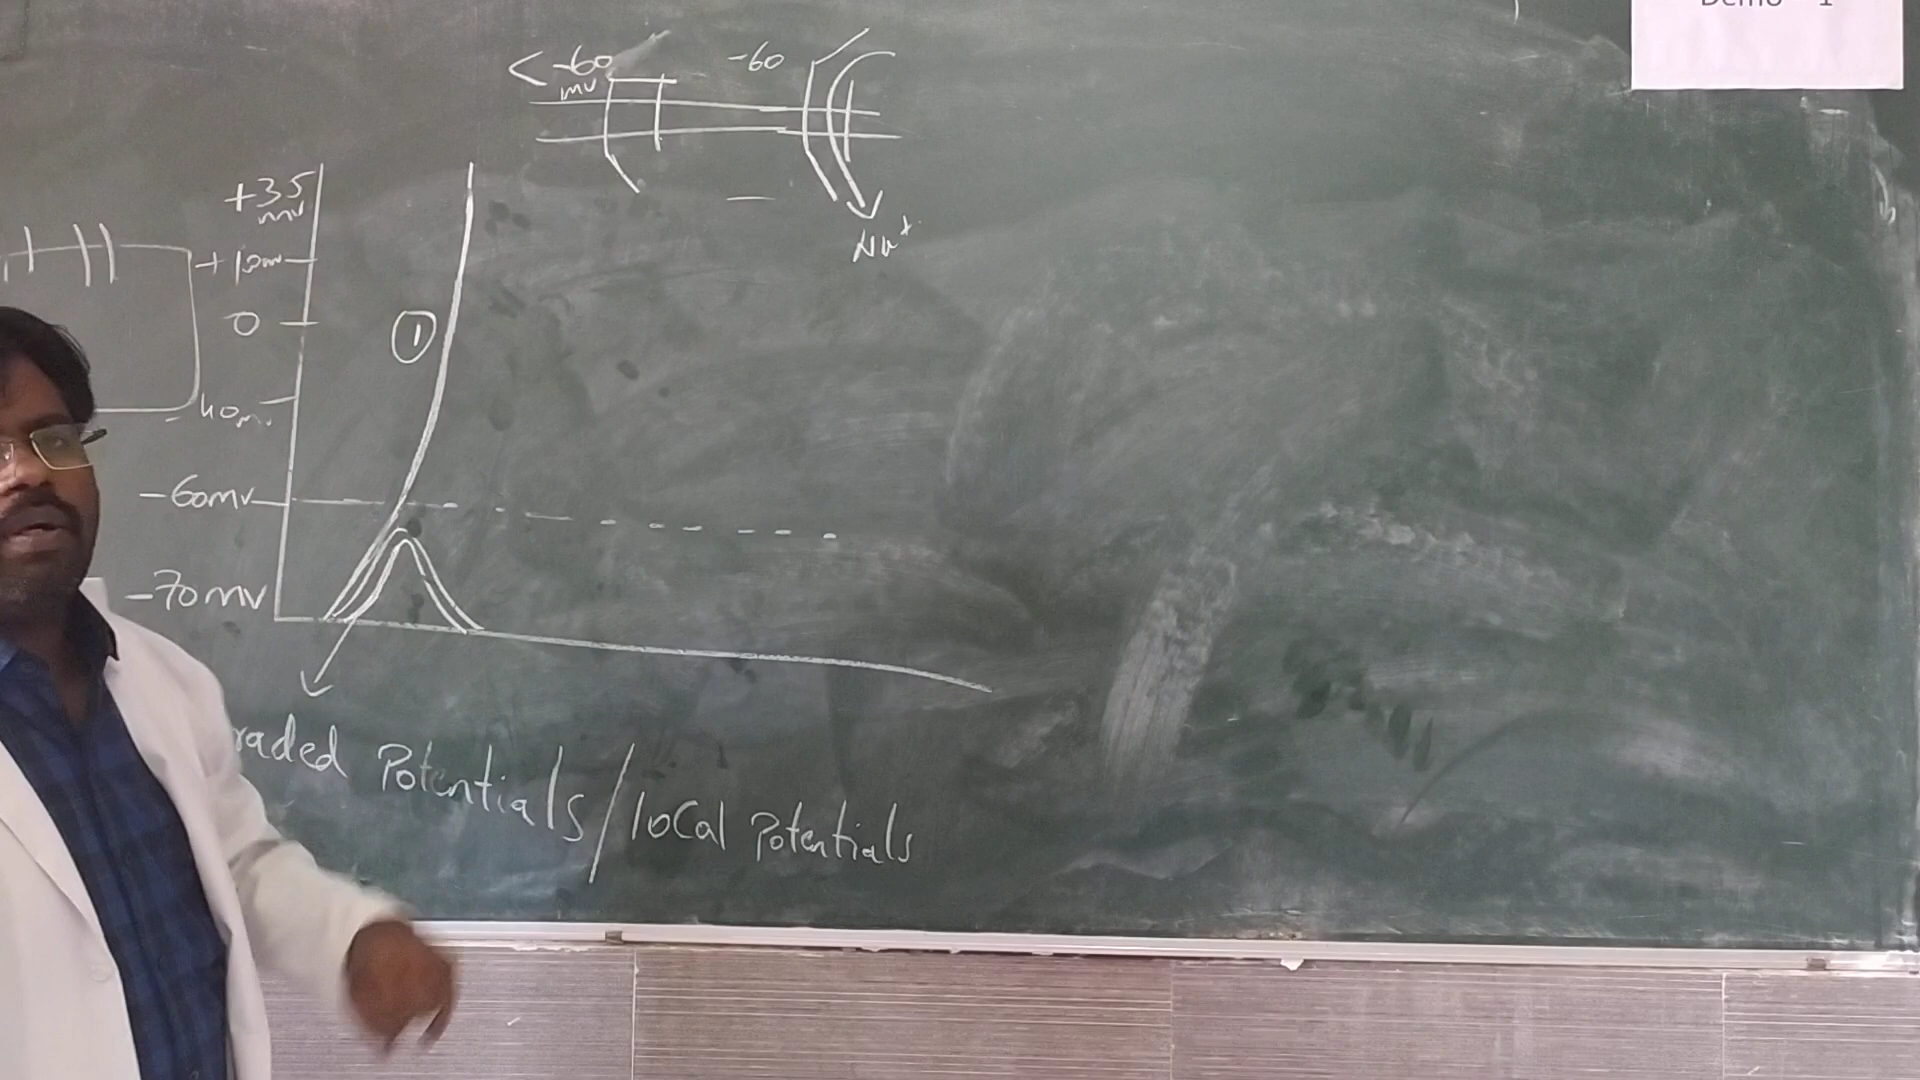 Demo - 1
< -60 mv
-60
Na+
+35 mv
+10mv
0
-40mv
-60mv
-70mv
1
raded Potentials / local Potentials